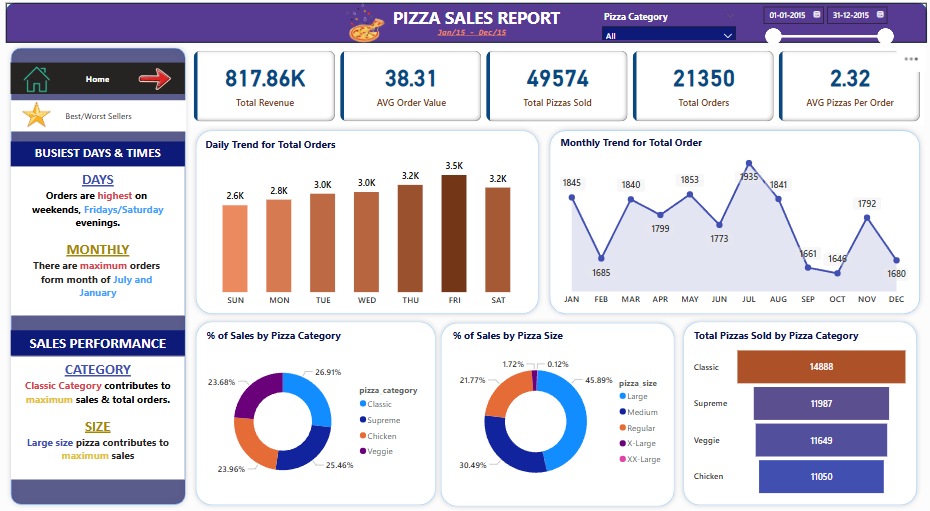 PIZZA SALES REPORT
Jan/15 - Dec/15
Pizza Category
All
01-01-2015
31-12-2015
Home
Best/Worst Sellers
BUSIEST DAYS & TIMES
DAYS
Orders are highest on
weekends, Fridays/Saturday
evenings.
MONTHLY
There are maximum orders
form month of July and
January
SALES PERFORMANCE
CATEGORY
Classic Category contributes to
maximum sales & total orders.
SIZE
Large size pizza contributes to
maximum sales
817.86K
Total Revenue
38.31
AVG Order Value
49574
Total Pizzas Sold
21350
Total Orders
2.32
AVG Pizzas Per Order
Daily Trend for Total Orders
2.6K
2.8K
3.0K
3.0K
3.2K
3.5K
3.2K
SUN MON TUE WED THU FRI SAT
Monthly Trend for Total Order
1845
1685
1840
1799
1853
1773
1935
1841
1661
1646
1792
1680
JAN FEB MAR APR MAY JUN JUL AUG SEP OCT NOV DEC
% of Sales by Pizza Category
26.91%
25.46%
23.96%
23.68%
pizza_category
Classic
Supreme
Chicken
Veggie
% of Sales by Pizza Size
45.89%
30.49%
21.77%
1.72%
0.12%
pizza_size
Large
Medium
Regular
X-Large
XX-Large
Total Pizzas Sold by Pizza Category
Classic 14888
Supreme 11987
Veggie 11649
Chicken 11050